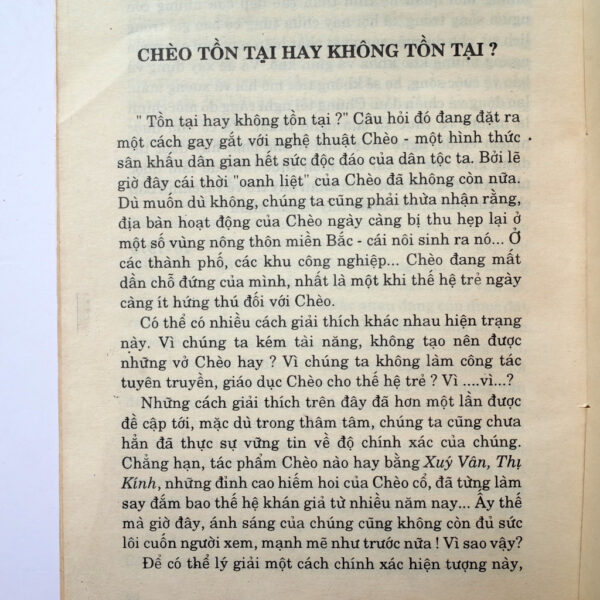 CHÈO TỒN TẠI HAY KHÔNG TỒN TẠI ?
" Tồn tại hay không tồn tại ?" Câu hỏi đó đang đặt ra
một cách gay gắt với nghệ thuật Chèo - một hình thức
sân khấu dân gian hết sức độc đáo của dân tộc ta. Bởi lẽ
giờ đây cái thời "oanh liệt" của Chèo đã không còn nữa.
Dù muốn dù không, chúng ta cũng phải thừa nhận rằng,
địa bàn hoạt động của Chèo ngày càng bị thu hẹp lại ở
một số vùng nông thôn miền Bắc - cái nôi sinh ra nó... Ở
các thành phố, các khu công nghiệp... Chèo đang mất
dần chỗ đứng của mình, nhất là một khi thế hệ trẻ ngày
càng ít hứng thú đối với Chèo.
Có thể có nhiều cách giải thích khác nhau hiện trạng
này. Vì chúng ta kém tài năng, không tạo nên được
những vở Chèo hay ? Vì chúng ta không làm công tác
tuyên truyền, giáo dục Chèo cho thế hệ trẻ ? Vì ....vì...?
Những cách giải thích trên đây đã hơn một lần được
đề cập tới, mặc dù trong thâm tâm, chúng ta cũng chưa
hẳn đã thực sự vững tin về độ chính xác của chúng.
Chẳng hạn, tác phẩm Chèo nào hay bằng Xuý Vân, Thị
Kính, những đỉnh cao hiếm hoi của Chèo cổ, đã từng làm
say đắm bao thế hệ khán giả từ nhiều năm nay... Ấy thế
mà giờ đây, ánh sáng của chúng cũng không còn đủ sức
lôi cuốn người xem, mạnh mẽ như trước nữa ! Vì sao vậy?
Để có thể lý giải một cách chính xác hiện tượng này,